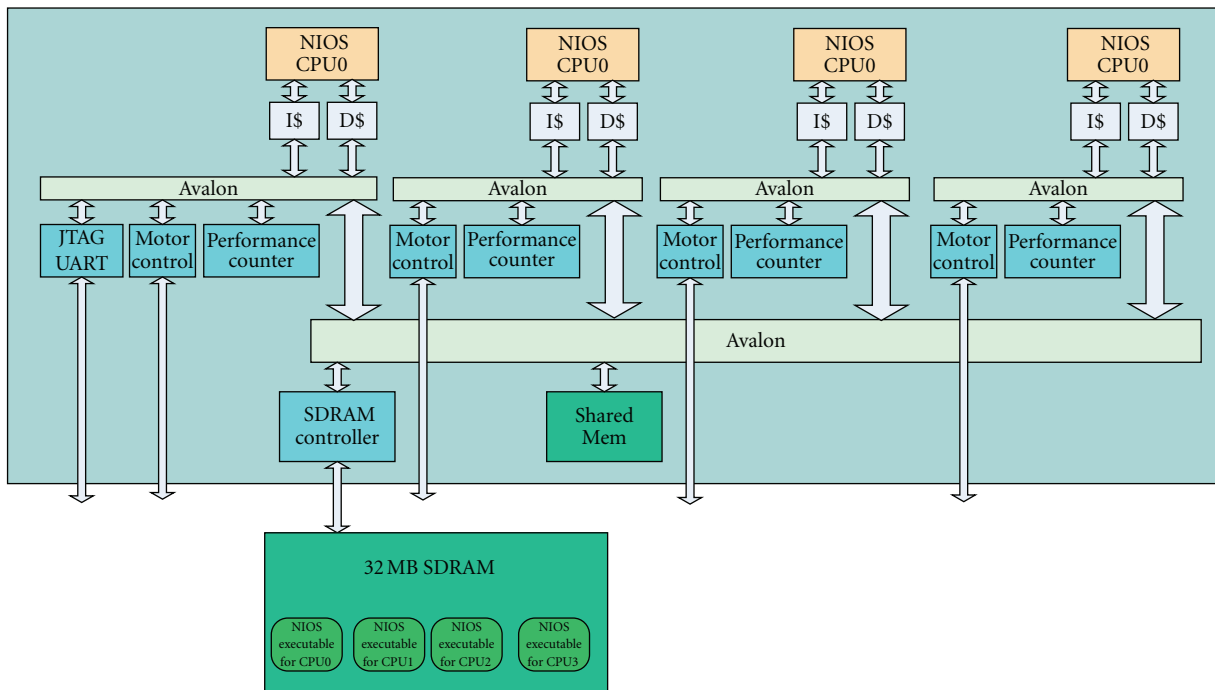 NIOS
CPU0
NIOS
CPU0
NIOS
CPU0
NIOS
CPU0
I$
D$
I$
D$
I$
D$
I$
D$
Avalon
Avalon
Avalon
Avalon
JTAG
UART
Motor
control
Performance
counter
Motor
control
Performance
counter
Motor
control
Performance
counter
Motor
control
Performance
counter
Avalon
SDRAM
controller
Shared
Mem
32 MB SDRAM
NIOS
executable
for CPU0
NIOS
executable
for CPU1
NIOS
executable
for CPU2
NIOS
executable
for CPU3